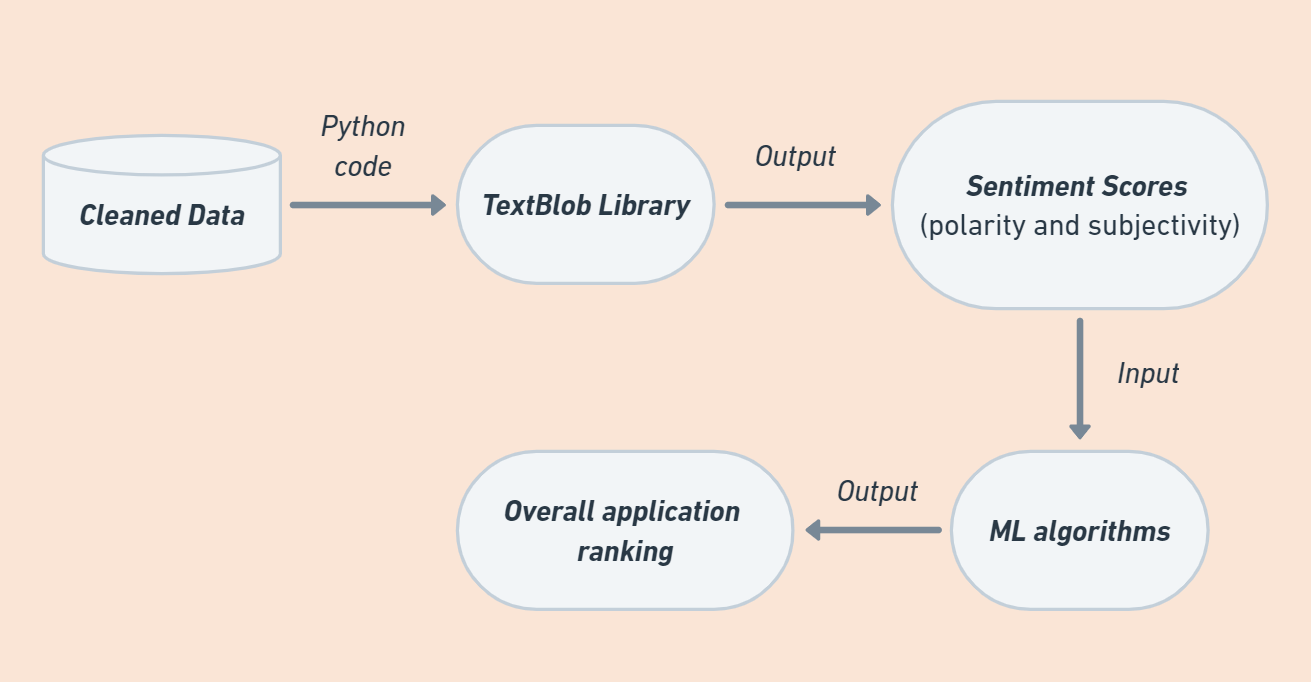 Python
code
Cleaned Data
TextBlob Library
Output
Sentiment Scores
(polarity and subjectivity)
Input
ML algorithms
Output
Overall application
ranking